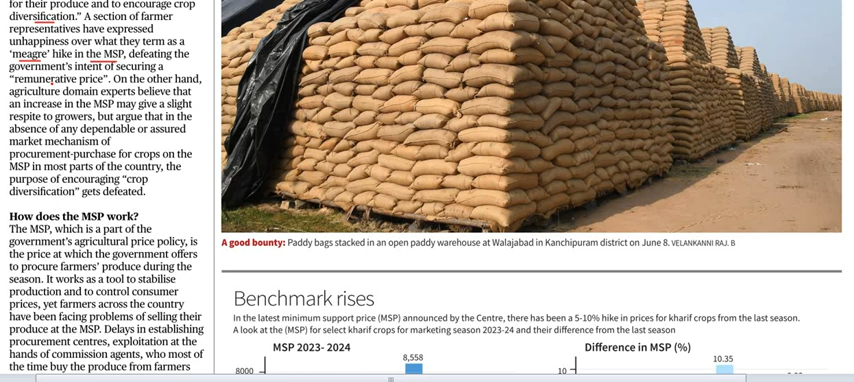 for their produce and to encourage crop
diversification.” A section of farmer
representatives have expressed
unhappiness over what they term as a
‘meagre’ hike in the MSP, defeating the
government’s intent of securing a
“remunerative price”. On the other hand,
agriculture domain experts believe that
an increase in the MSP may give a slight
respite to growers, but argue that in the
absence of any dependable or assured
market mechanism of
procurement-purchase for crops on the
MSP in most parts of the country, the
purpose of encouraging “crop
diversification” gets defeated.
How does the MSP work?
The MSP, which is a part of the
government’s agricultural price policy, is
the price at which the government offers
to procure farmers’ produce during the
season. It works as a tool to stabilise
production and to control consumer
prices, yet farmers across the country
have been facing problems of selling their
produce at the MSP. Delays in establishing
procurement centres, exploitation at the
hands of commission agents, who most of
the time buy the produce from farmers
A good bounty: Paddy bags stacked in an open paddy warehouse at Walajabad in Kanchipuram district on June 8. VELANKANNI RAJ. B
Benchmark rises
In the latest minimum support price (MSP) announced by the Centre, there has been a 5-10% hike in prices for kharif crops from the last season.
A look at the (MSP) for select kharif crops for marketing season 2023-24 and their difference from the last season
MSP 2023- 2024
8,558
8000
Difference in MSP (%)
10.35
10